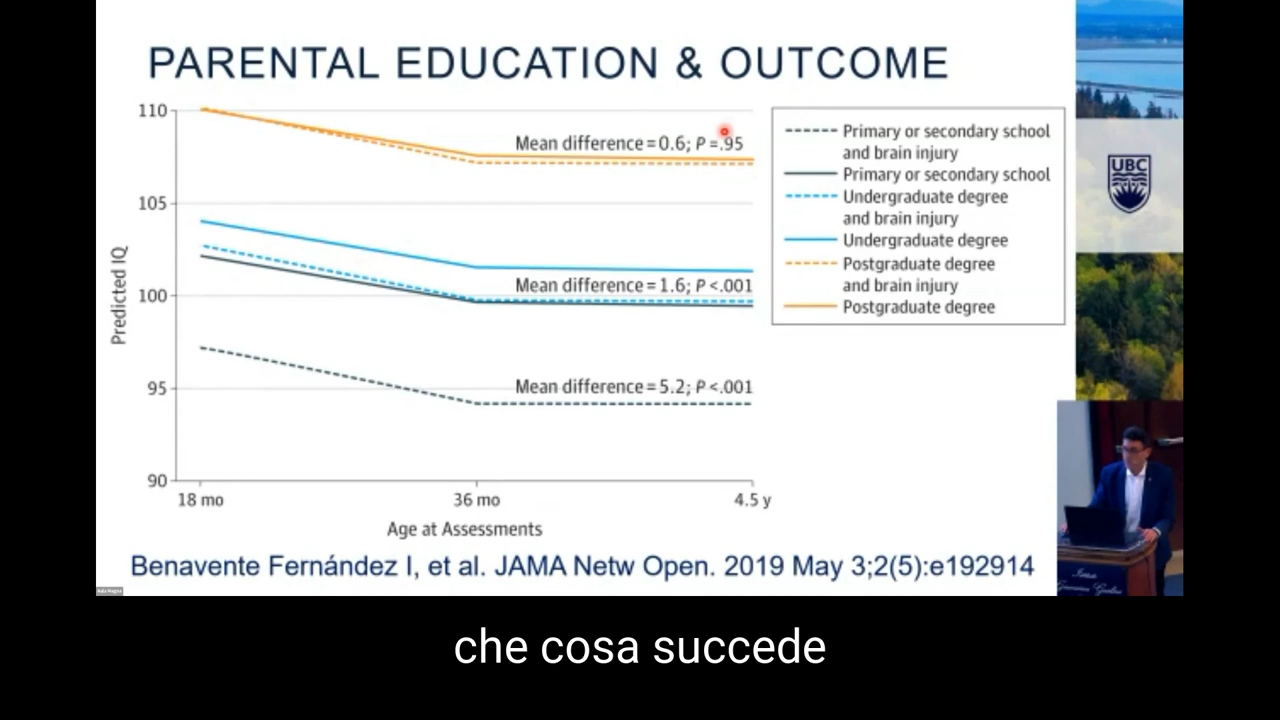 PARENTAL EDUCATION & OUTCOME
110
105
100
95
90
Predicted IQ
Mean difference = 0.6; P = .95
Mean difference = 1.6; P <.001
Mean difference = 5.2; P <.001
18 mo
36 mo
4.5 y
Age at Assessments
Primary or secondary school
and brain injury
Primary or secondary school
Undergraduate degree
and brain injury
Undergraduate degree
Postgraduate degree
and brain injury
Postgraduate degree
UBC
Benavente Fernández I, et al. JAMA Netw Open. 2019 May 3;2(5):e192914
Aula Magna
che cosa succede